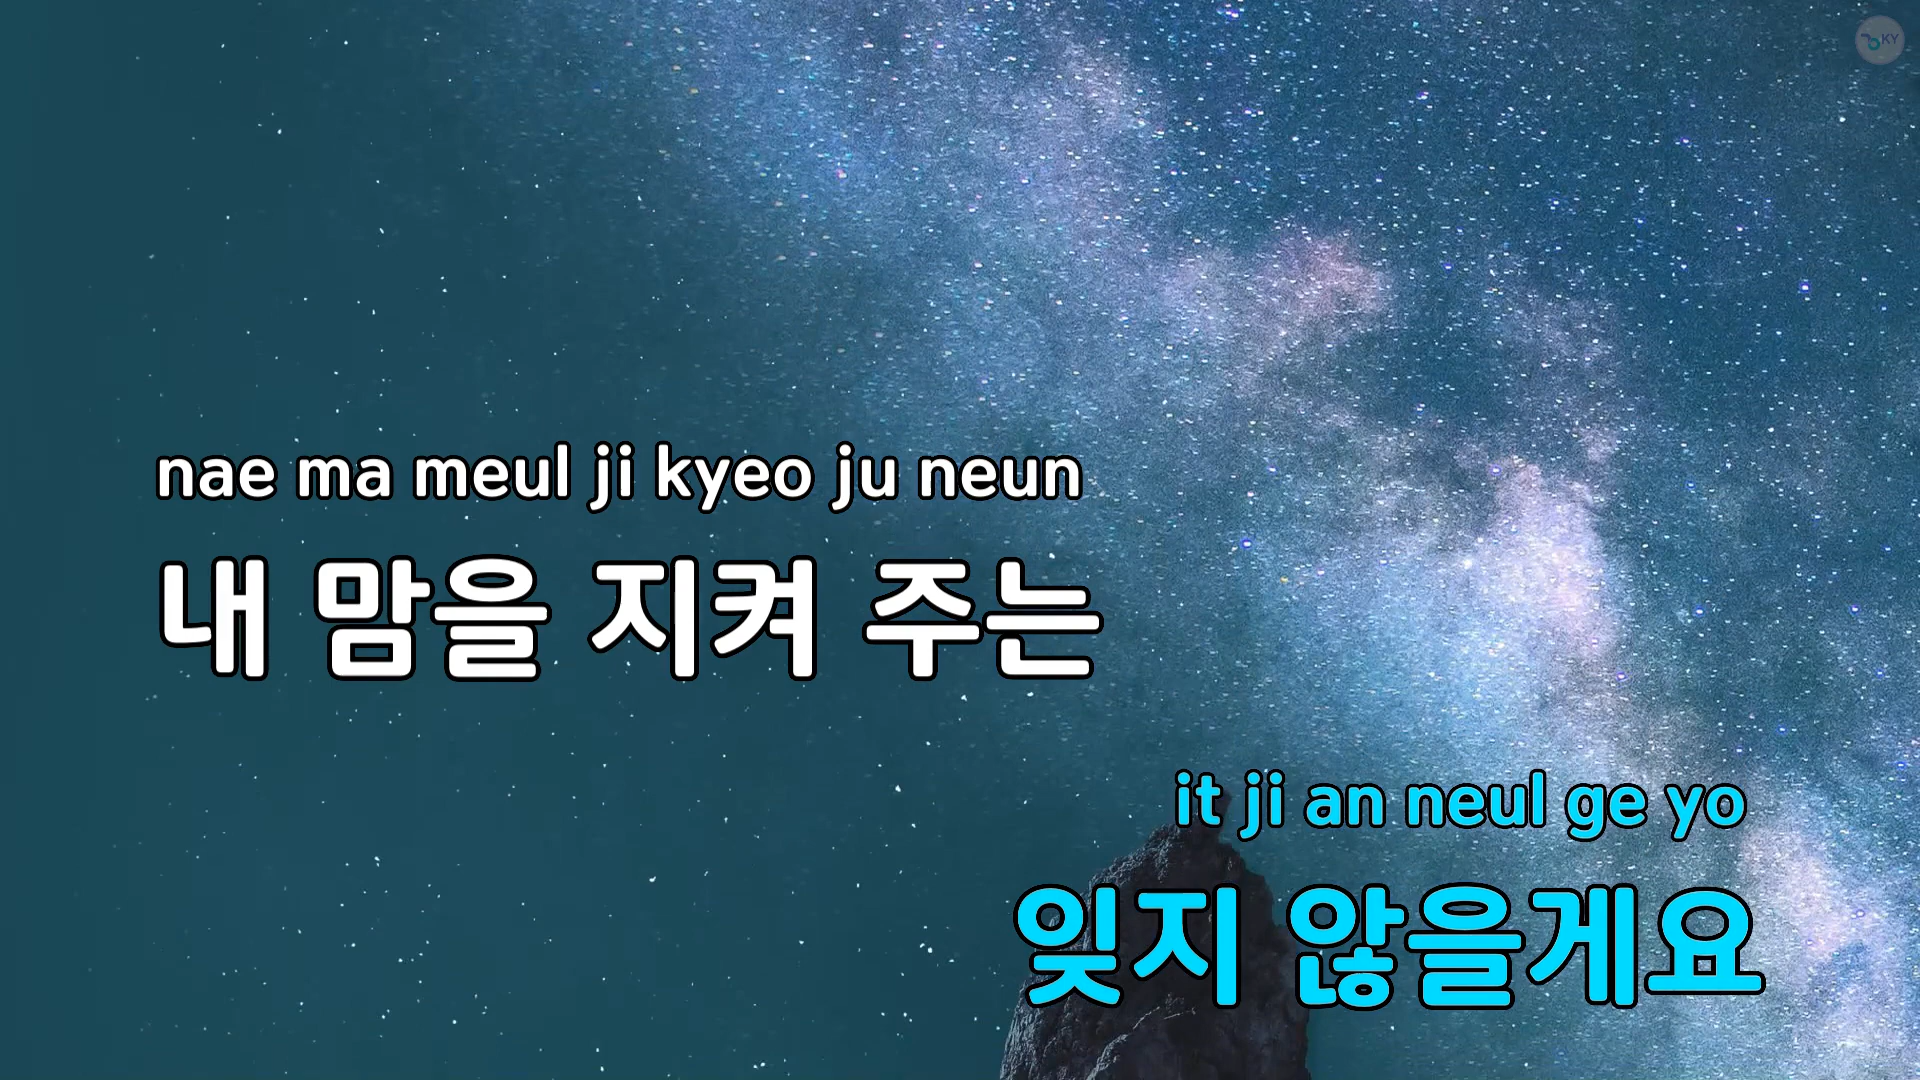 KY
nae ma meul ji kyeo ju neun
내 맘을 지켜 주는
it ji an neul ge yo
잊지 않을게요